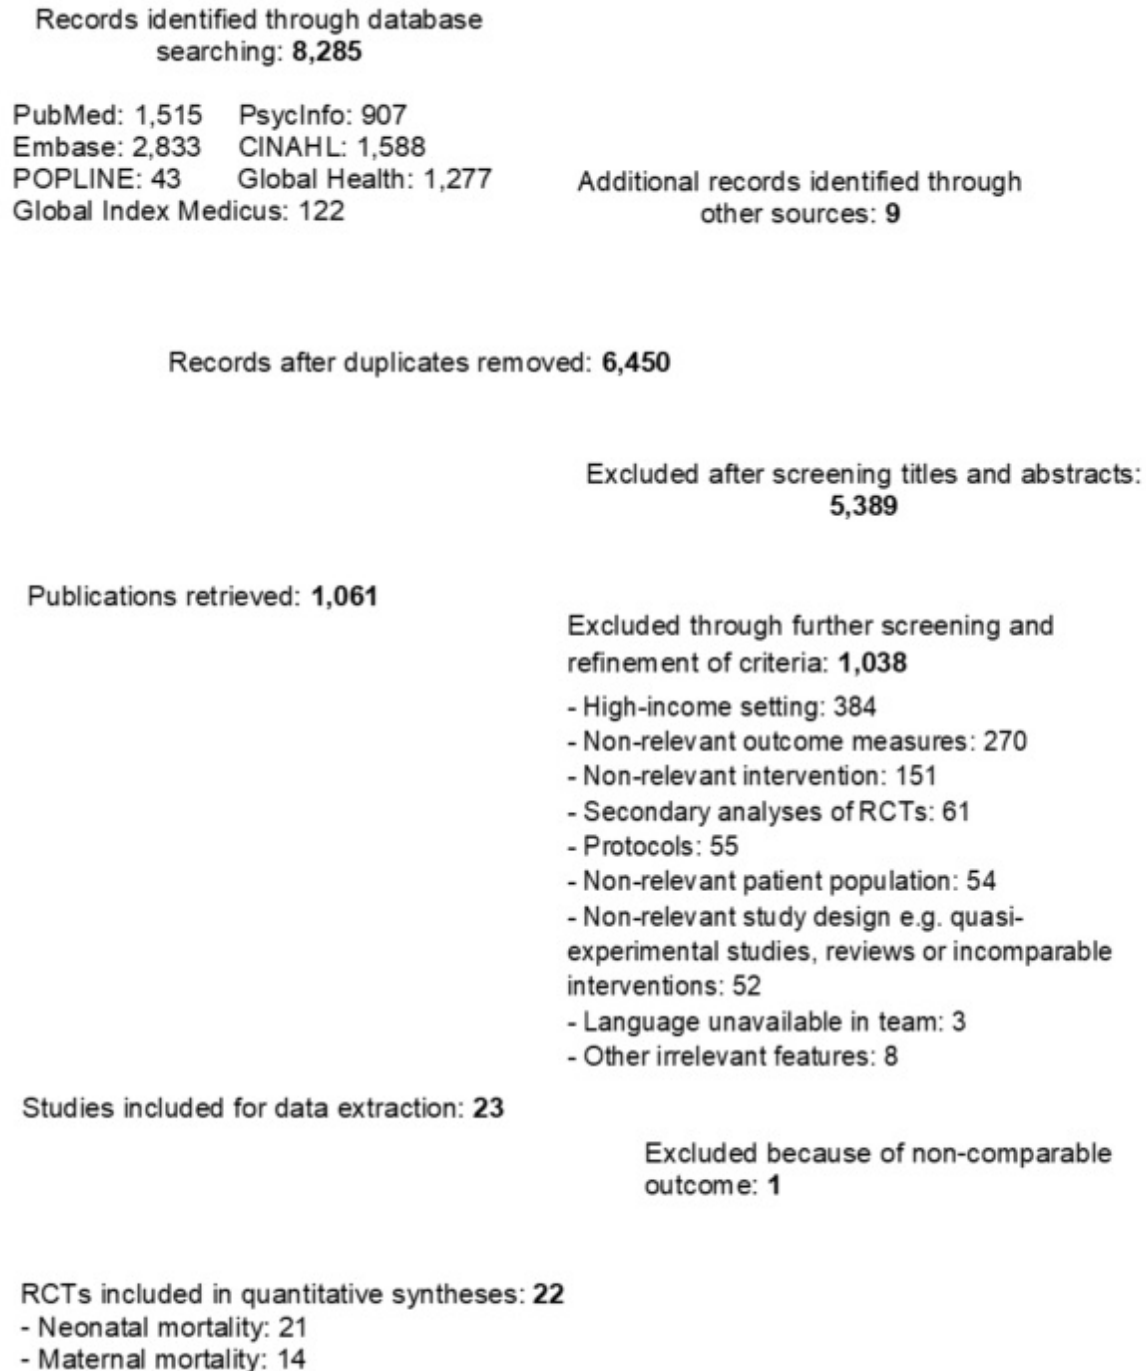 Records identified through database
searching: 8,285
PubMed: 1,515 PsycInfo: 907
Embase: 2,833 CINAHL: 1,588
POPLINE: 43 Global Health: 1,277
Global Index Medicus: 122
Additional records identified through
other sources: 9
Records after duplicates removed: 6,450
Excluded after screening titles and abstracts:
5,389
Publications retrieved: 1,061
Excluded through further screening and
refinement of criteria: 1,038
- High-income setting: 384
- Non-relevant outcome measures: 270
- Non-relevant intervention: 151
- Secondary analyses of RCTs: 61
- Protocols: 55
- Non-relevant patient population: 54
- Non-relevant study design e.g. quasi-
experimental studies, reviews or incomparable
interventions: 52
- Language unavailable in team: 3
- Other irrelevant features: 8
Studies included for data extraction: 23
Excluded because of non-comparable
outcome: 1
RCTs included in quantitative syntheses: 22
- Neonatal mortality: 21
- Maternal mortality: 14